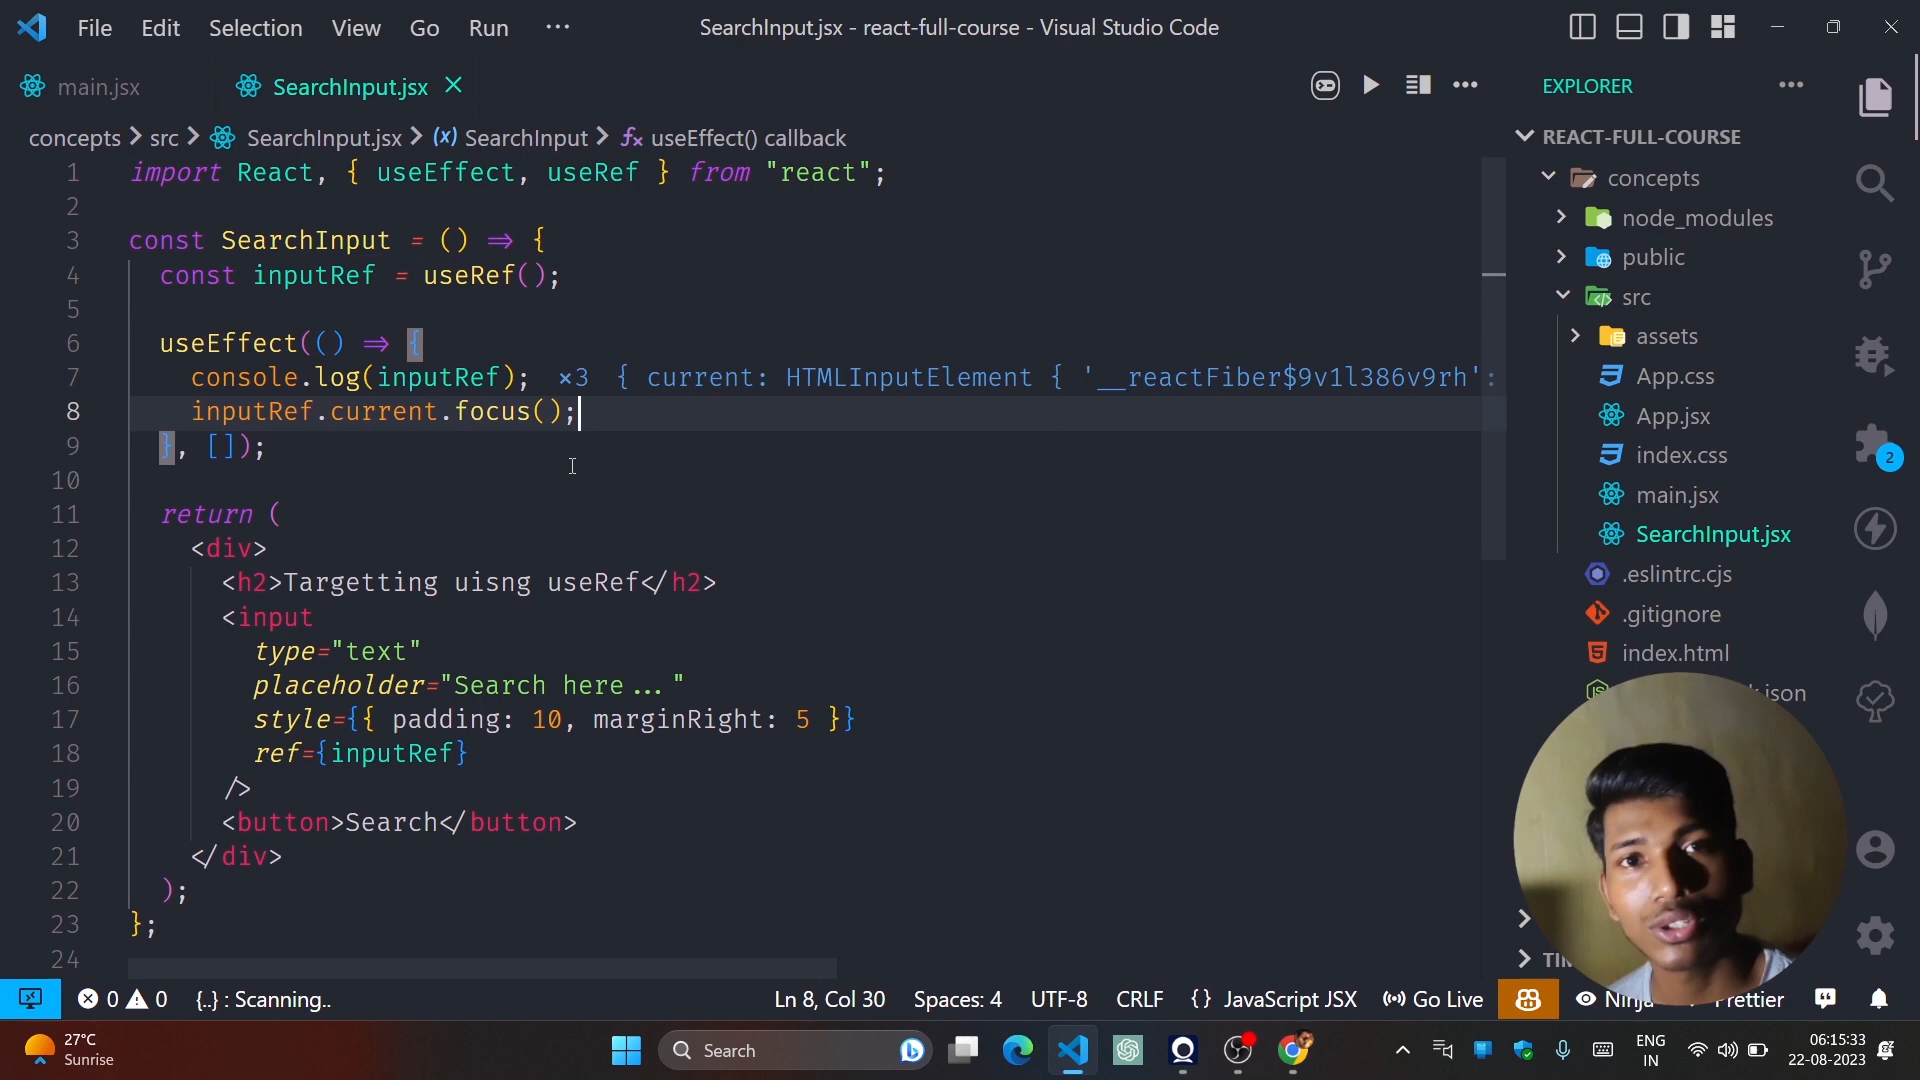 File Edit Selection View Go Run ···
SearchInput.jsx - react-full-course - Visual Studio Code
main.jsx
SearchInput.jsx
concepts > src > SearchInput.jsx > SearchInput > useEffect() callback
1 import React, { useEffect, useRef } from "react";
2
3 const SearchInput = () => {
4 const inputRef = useRef();
5
6 useEffect(() => {
7 console.log(inputRef); ×3 { current: HTMLInputElement { '__reactFiber$9v1l386v9rh':
8 inputRef.current.focus();
9 }, []);
10
11 return (
12 <div>
13 <h2>Targetting uisng useRef</h2>
14 <input
15 type="text"
16 placeholder="Search here..."
17 style={{ padding: 10, marginRight: 5 }}
18 ref={inputRef}
19 />
20 <button>Search</button>
21 </div>
22 );
23 };
24
EXPLORER
REACT-FULL-COURSE
concepts
node_modules
public
src
assets
App.css
App.jsx
index.css
main.jsx
SearchInput.jsx
.eslintrc.cjs
.gitignore
index.html
json
2
0 0 {..} : Scanning..
Ln 8, Col 30 Spaces: 4 UTF-8 CRLF {} JavaScript JSX Go Live Ninja Prettier
27°C
Sunrise
Search
ENG
IN
06:15:33
22-08-2023